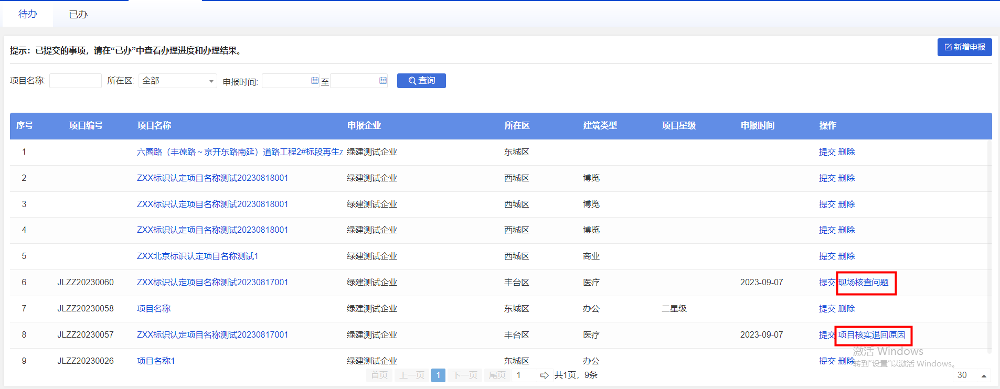 待办 已办
提示：已提交的事项，请在“已办”中查看办理进度和办理结果。 新增申报
项目名称: 所在区: 全部 申报时间: 至 查询
序号 项目编号 项目名称 申报企业 所在区 建筑类型 项目星级 申报时间 操作
1 六圈路（丰葆路～京开东路南延）道路工程2#标段再生 绿建测试企业 东城区 提交 删除
2 ZXX标识认定项目名称测试20230818001 绿建测试企业 西城区 博览 提交 删除
3 ZXX标识认定项目名称测试20230818001 绿建测试企业 西城区 博览 提交 删除
4 ZXX标识认定项目名称测试20230818001 绿建测试企业 西城区 博览 提交 删除
5 ZXX北京标识认定项目名称测试1 绿建测试企业 西城区 商业 提交 删除
6 JLZZ20230060 ZXX标识认定项目名称测试20230817001 绿建测试企业 丰台区 医疗 2023-09-07 提交 现场核查问题
7 JLZZ20230058 项目名称 绿建测试企业 东城区 办公 二星级 提交 删除
8 JLZZ20230057 ZXX标识认定项目名称测试20230817001 绿建测试企业 丰台区 医疗 2023-09-07 提交 项目核实退回原因
激活 Windows
9 JLZZ20230026 项目名称1 绿建测试企业 东城区 办公 提交 删除
转到“设置”以激活 Windows。
首页 上一页 1 下一页 尾页 1 共1页，9条 30